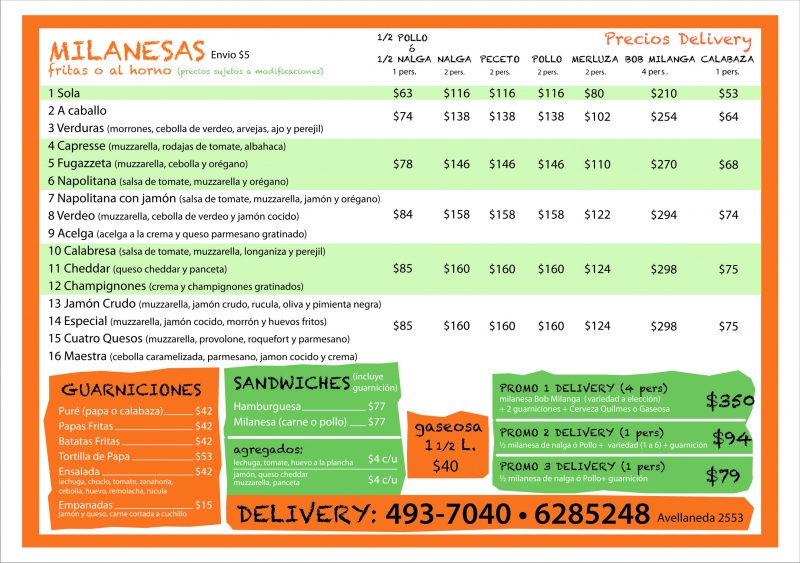 MILANESAS Envio $5
fritas o al horno (precios sujetos a modificaciones)
Precios Delivery
1/2 POLLO ó 1/2 NALGA 1 pers.
NALGA 2 pers.
PECETO 2 pers.
POLLO 2 pers.
MERLUZA 2 pers.
BOB MILANGA 4 pers.
CALABAZA 1 pers.
1 Sola $63 $116 $116 $116 $80 $210 $53
2 A caballo
3 Verduras (morrones, cebolla de verdeo, arvejas, ajo y perejil)
$74 $138 $138 $138 $102 $254 $64
4 Capresse (muzzarella, rodajas de tomate, albahaca)
5 Fugazzeta (muzzarella, cebolla y orégano)
6 Napolitana (salsa de tomate, muzzarella y orégano)
$78 $146 $146 $146 $110 $270 $68
7 Napolitana con jamón (salsa de tomate, muzzarella, jamón y orégano)
8 Verdeo (muzzarella, cebolla de verdeo y jamón cocido)
9 Acelga (acelga a la crema y queso parmesano gratinado)
$84 $158 $158 $158 $122 $294 $74
10 Calabresa (salsa de tomate, muzzarella, longaniza y perejil)
11 Cheddar (queso cheddar y panceta)
12 Champignones (crema y champignones gratinados)
$85 $160 $160 $160 $124 $298 $75
13 Jamón Crudo (muzzarella, jamón crudo, rucula, oliva y pimienta negra)
14 Especial (muzzarella, jamón cocido, morrón y huevos fritos)
15 Cuatro Quesos (muzzarella, provolone, roquefort y parmesano)
16 Maestra (cebolla caramelizada, parmesano, jamon cocido y crema)
$85 $160 $160 $160 $124 $298 $75
GUARNICIONES
Puré (papa o calabaza) $42
Papas Fritas $42
Batatas Fritas $42
Tortilla de Papa $53
Ensalada $42
lechuga, choclo, tomate, zanahoria,
cebolla, huevo, remolacha, rúcula
Empanadas $15
jamón y queso, carne cortada a cuchillo
SANDWICHES (incluye guarnición)
Hamburguesa $77
Milanesa (carne o pollo) $77
agregados:
lechuga, tomate, huevo a la plancha $4 c/u
jamón, queso cheddar
muzzarella, panceta $4 c/u
gaseosa
1 1/2 L.
$40
PROMO 1 DELIVERY (4 pers)
milanesa Bob Milanga (variedad a elección)
+ 2 guarniciones + Cerveza Quilmes o Gaseosa
$350
PROMO 2 DELIVERY (1 pers)
½ milanesa de nalga ó Pollo + variedad (1 a 6) + guarnición
$94
PROMO 3 DELIVERY (1 pers)
½ milanesa de nalga ó Pollo+ guarnición
$79
DELIVERY: 493-7040 • 6285248 Avellaneda 2553